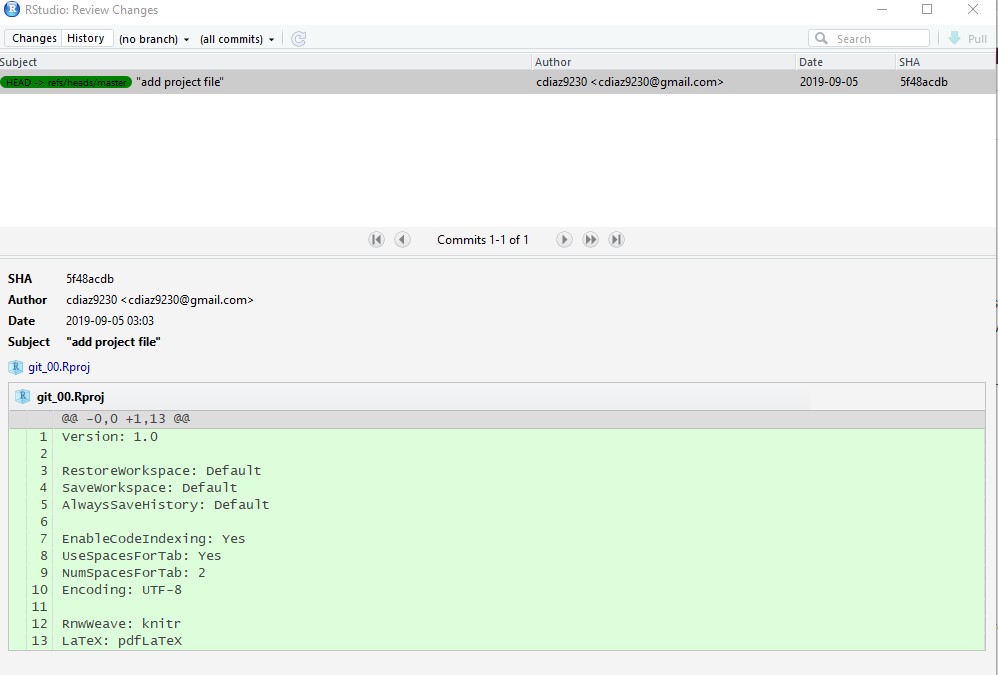 RStudio: Review Changes
Changes History (no branch) (all commits) Search Pull
Subject Author Date SHA
HEAD -> refs/heads/master "add project file" cdiaz9230 <cdiaz9230@gmail.com> 2019-09-05 5f48acdb
Commits 1-1 of 1
SHA 5f48acdb
Author cdiaz9230 <cdiaz9230@gmail.com>
Date 2019-09-05 03:03
Subject "add project file"
git_00.Rproj
git_00.Rproj
@@ -0,0 +1,13 @@
1 Version: 1.0
2
3 RestoreWorkspace: Default
4 SaveWorkspace: Default
5 AlwaysSaveHistory: Default
6
7 EnableCodeIndexing: Yes
8 UseSpacesForTab: Yes
9 NumSpacesForTab: 2
10 Encoding: UTF-8
11
12 RnwWeave: knitr
13 LaTeX: pdfLaTeX